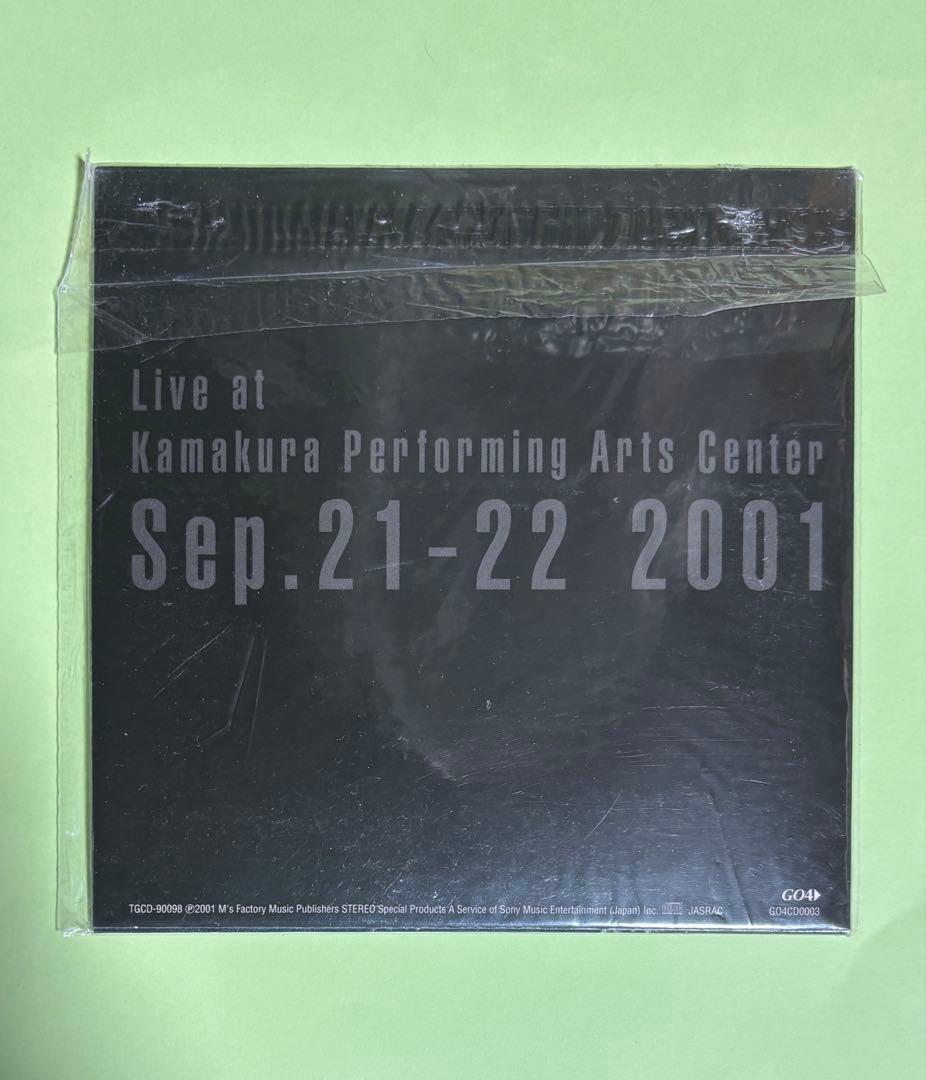 Live at
Kamakura Performing Arts Center
Sep.21-22 2001
GO4
TGCD-90098 ℗2001 M's Factory Music Publishers STEREO Special Products A Service of Sony Music Entertainment (Japan) Inc. JASRAC GO4CD0003